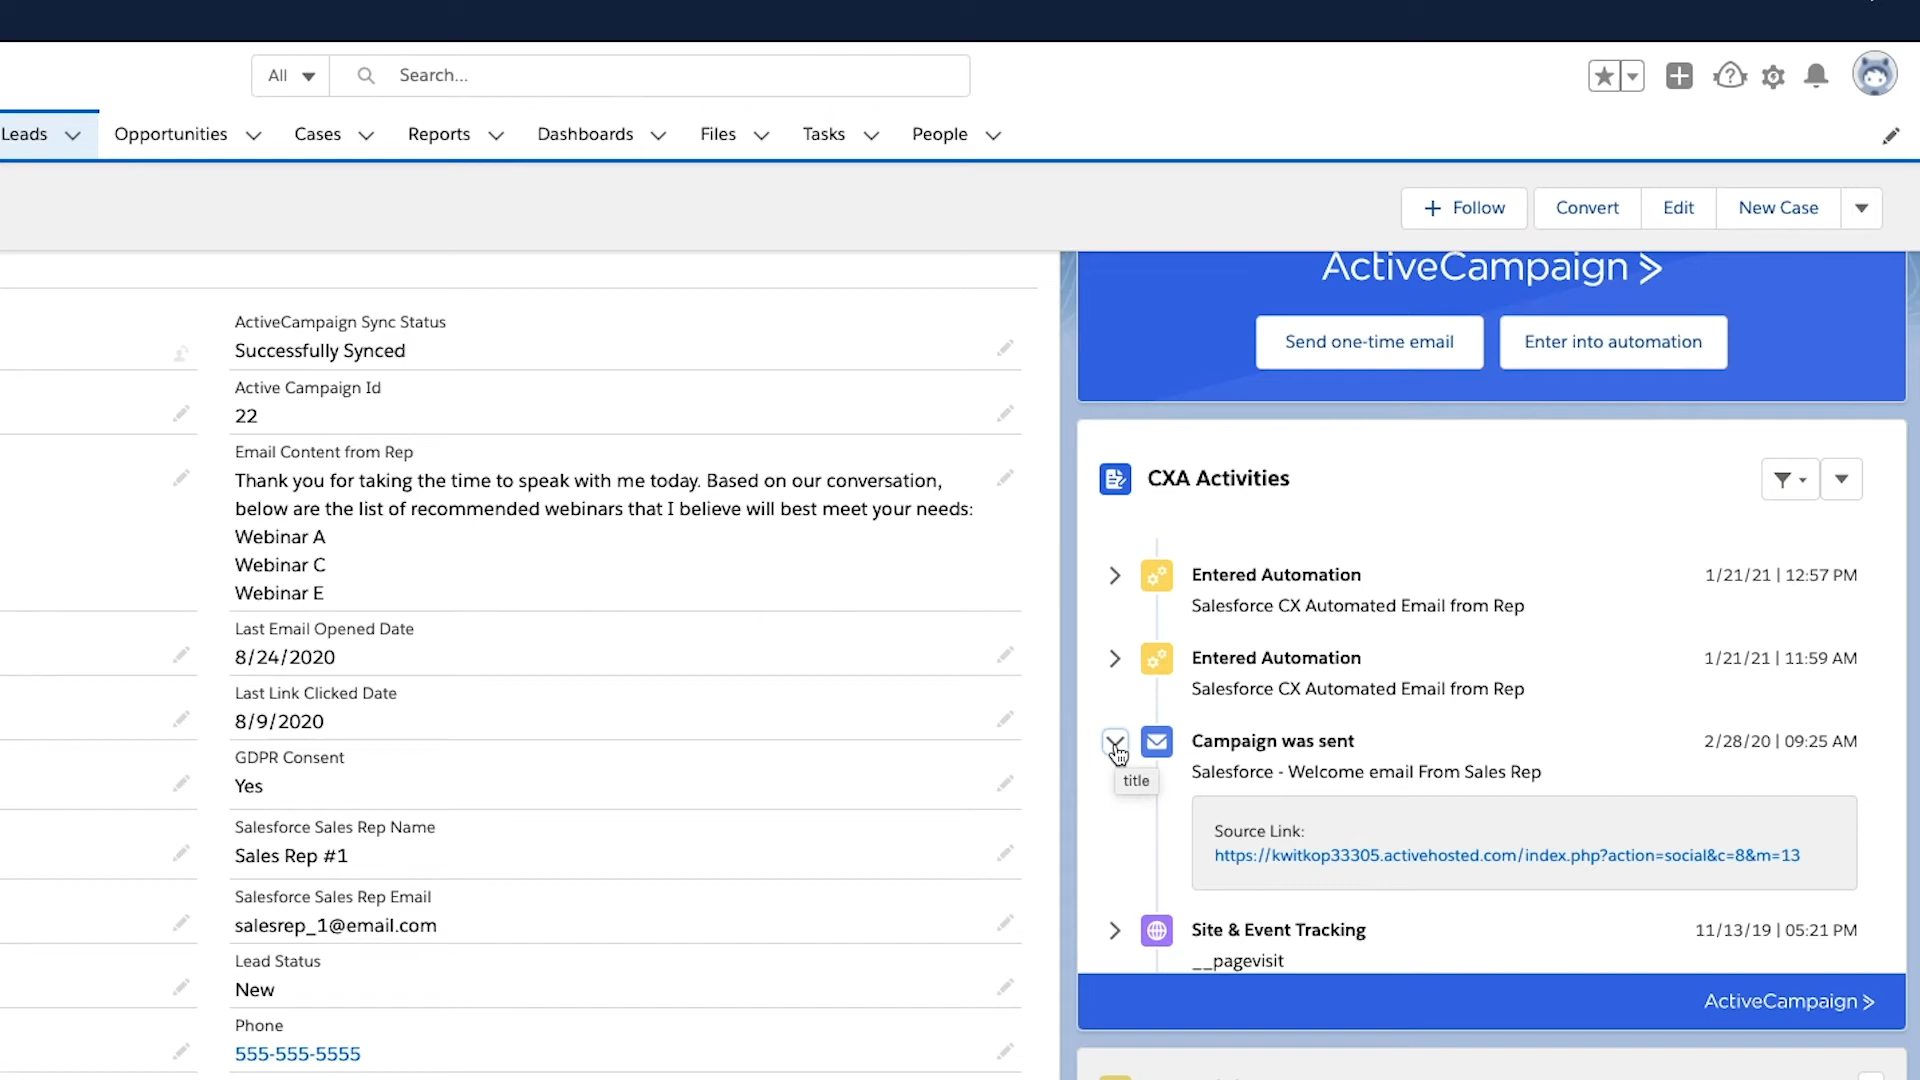 All
Search...
Leads
Opportunities
Cases
Reports
Dashboards
Files
Tasks
People
Follow
Convert
Edit
New Case
ActiveCampaign Sync Status
Successfully Synced
Active Campaign Id
22
Email Content from Rep
Thank you for taking the time to speak with me today. Based on our conversation,
below are the list of recommended webinars that I believe will best meet your needs:
Webinar A
Webinar C
Webinar E
Last Email Opened Date
8/24/2020
Last Link Clicked Date
8/9/2020
GDPR Consent
Yes
Salesforce Sales Rep Name
Sales Rep #1
Salesforce Sales Rep Email
salesrep_1@email.com
Lead Status
New
Phone
555-555-5555
ActiveCampaign >
Send one-time email
Enter into automation
CXA Activities
Entered Automation 1/21/21 | 12:57 PM
Salesforce CX Automated Email from Rep
Entered Automation 1/21/21 | 11:59 AM
Salesforce CX Automated Email from Rep
Campaign was sent 2/28/20 | 09:25 AM
Salesforce - Welcome email From Sales Rep
title
Source Link:
https://kwitkop33305.activehosted.com/index.php?action=social&c=8&m=13
Site & Event Tracking 11/13/19 | 05:21 PM
__pagevisit
ActiveCampaign >